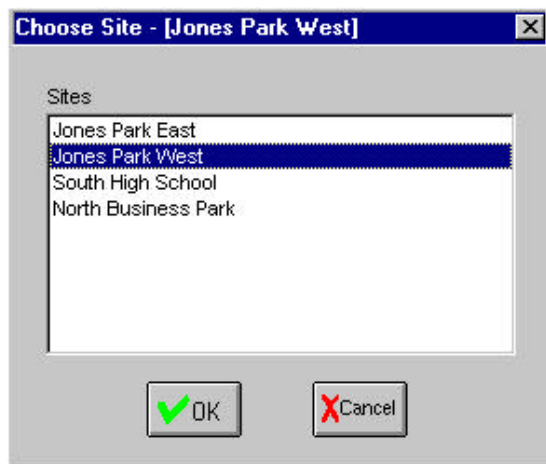 Choose Site - [Jones Park West]
Sites
Jones Park East
Jones Park West
South High School
North Business Park
OK
Cancel